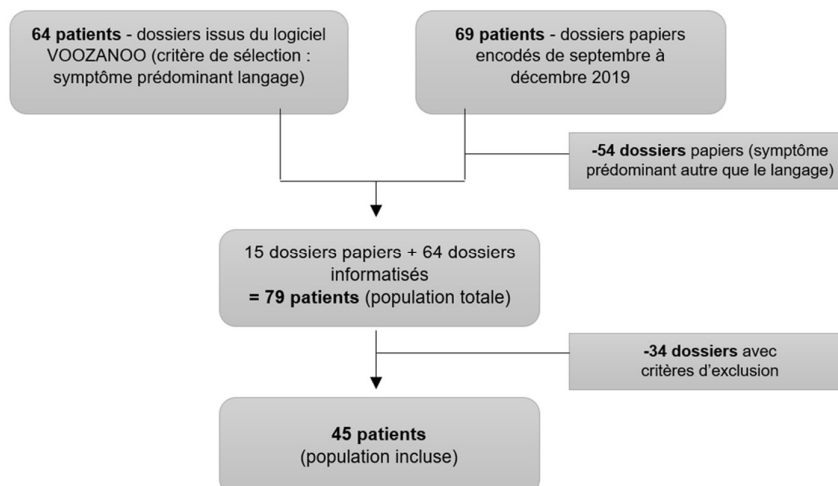 64 patients - dossiers issus du logiciel
VOOZANOO (critère de sélection :
symptôme prédominant langage)
69 patients - dossiers papiers
encodés de septembre à
décembre 2019
-54 dossiers papiers (symptôme
prédominant autre que le langage)
15 dossiers papiers + 64 dossiers
informatisés
= 79 patients (population totale)
-34 dossiers avec
critères d'exclusion
45 patients
(population incluse)